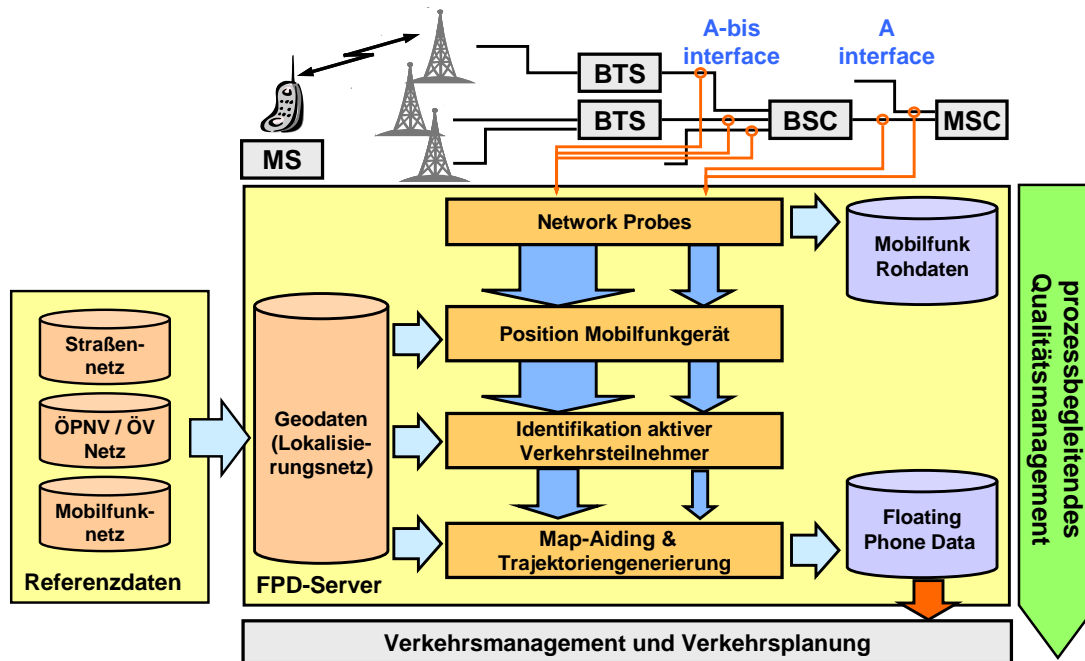 A-bis
interface
A
interface
BTS
BTS
BSC
MSC
MS
Network Probes
Mobilfunk
Rohdaten
Position Mobilfunkgerät
Identifikation aktiver
Verkehrsteilnehmer
Map-Aiding &
Trajektoriengenerierung
Floating
Phone Data
Geodaten
(Lokalisie-
rungsnetz)
FPD-Server
Straßen-
netz
ÖPNV / ÖV
Netz
Mobilfunk-
netz
Referenzdaten
prozessbegleitendes
Qualitätsmanagement
Verkehrsmanagement und Verkehrsplanung